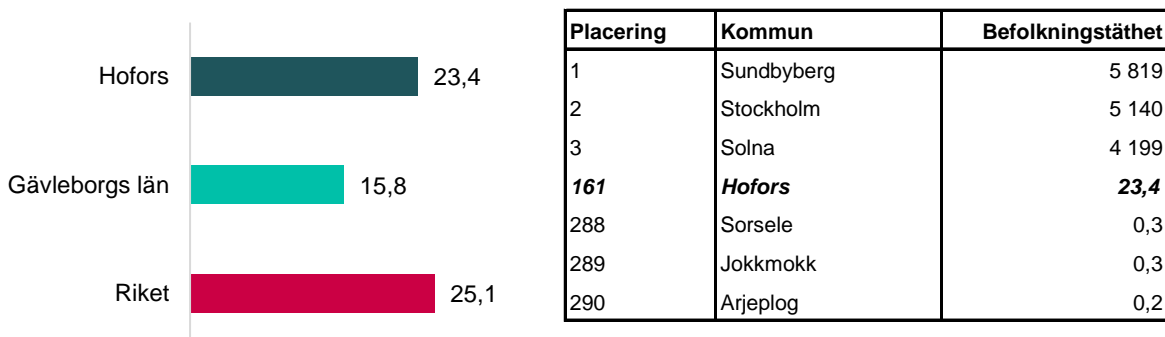 Hofors 23,4
Gävleborgs län 15,8
Riket 25,1
Placering Kommun Befolkningstäthet
1 Sundbyberg 5 819
2 Stockholm 5 140
3 Solna 4 199
161 Hofors 23,4
288 Sorsele 0,3
289 Jokkmokk 0,3
290 Arjeplog 0,2